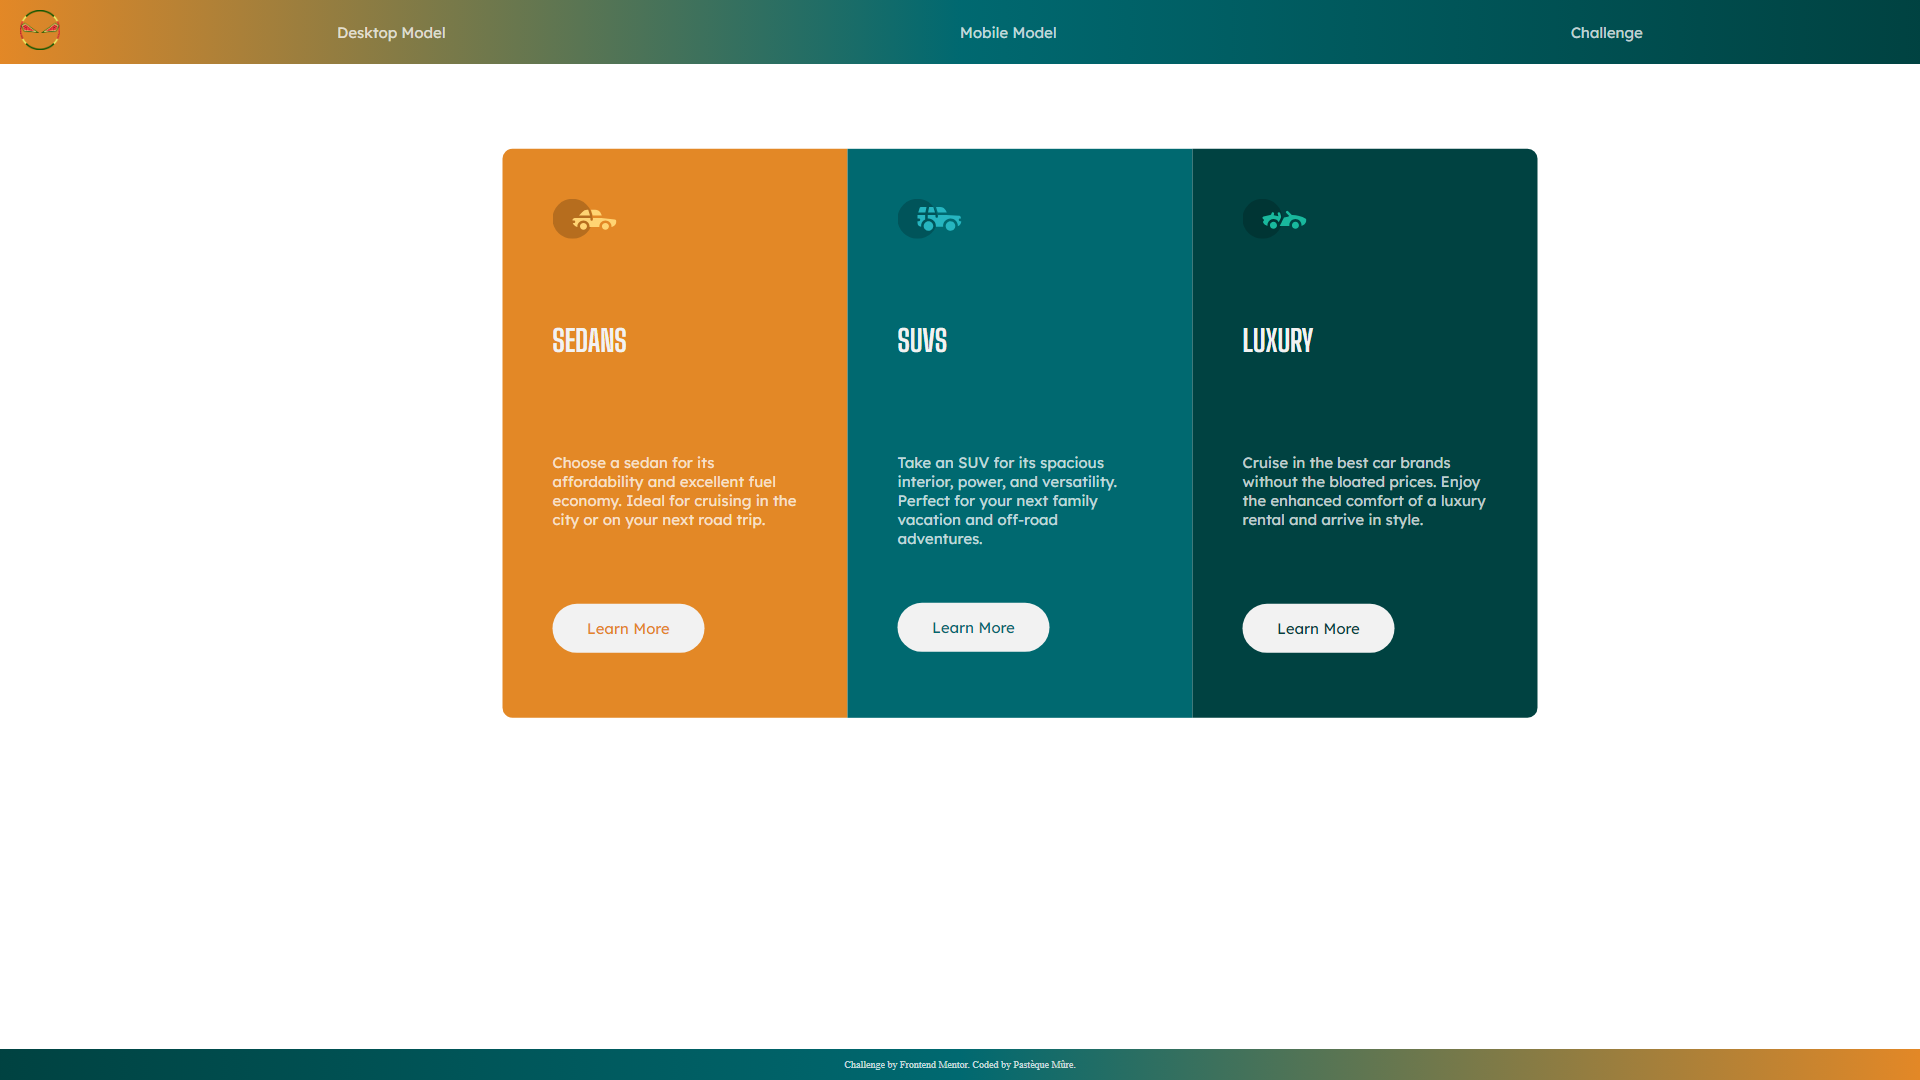 Desktop Model
Mobile Model
Challenge
SEDANS
Choose a sedan for its
affordability and excellent fuel
economy. Ideal for cruising in the
city or on your next road trip.
Learn More
SUVS
Take an SUV for its spacious
interior, power, and versatility.
Perfect for your next family
vacation and off-road
adventures.
Learn More
LUXURY
Cruise in the best car brands
without the bloated prices. Enjoy
the enhanced comfort of a luxury
rental and arrive in style.
Learn More
Challenge by Frontend Mentor. Coded by Pastèque Mûre.